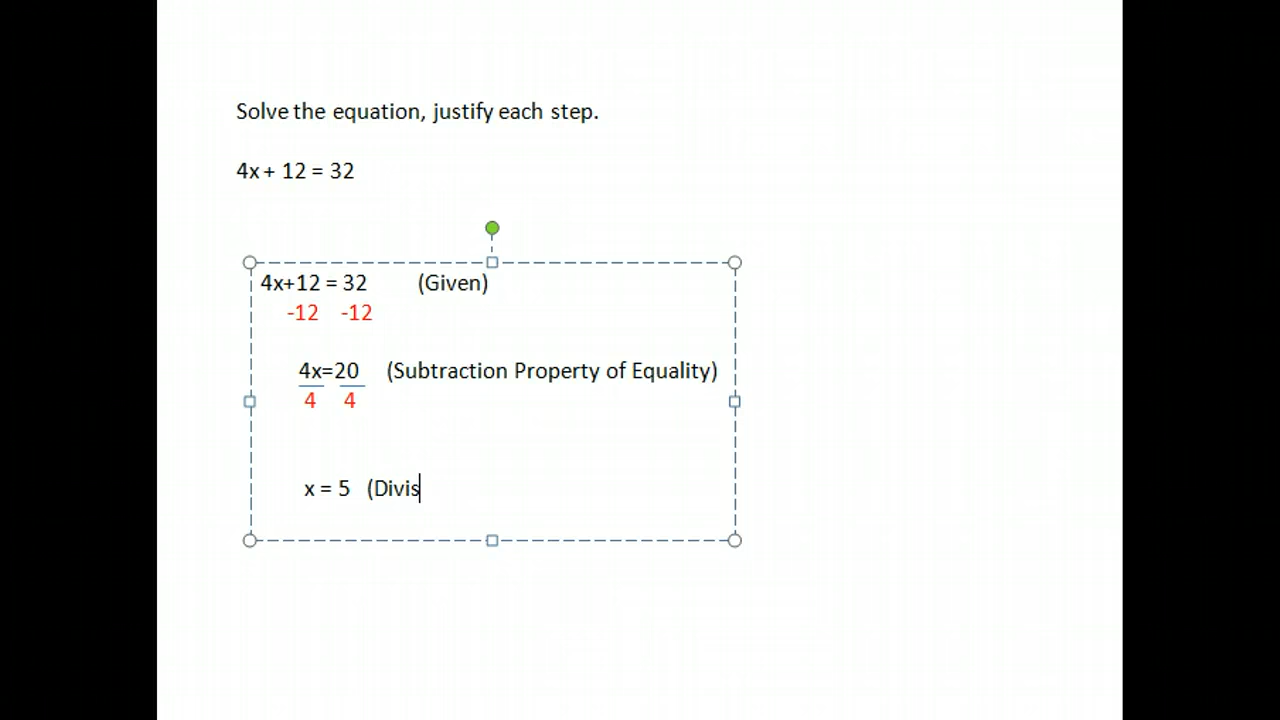 Solve the equation, justify each step.
4x + 12 = 32
4x+12 = 32 (Given)
-12 -12
4x=20 (Subtraction Property of Equality)
4 4
x = 5 (Divis